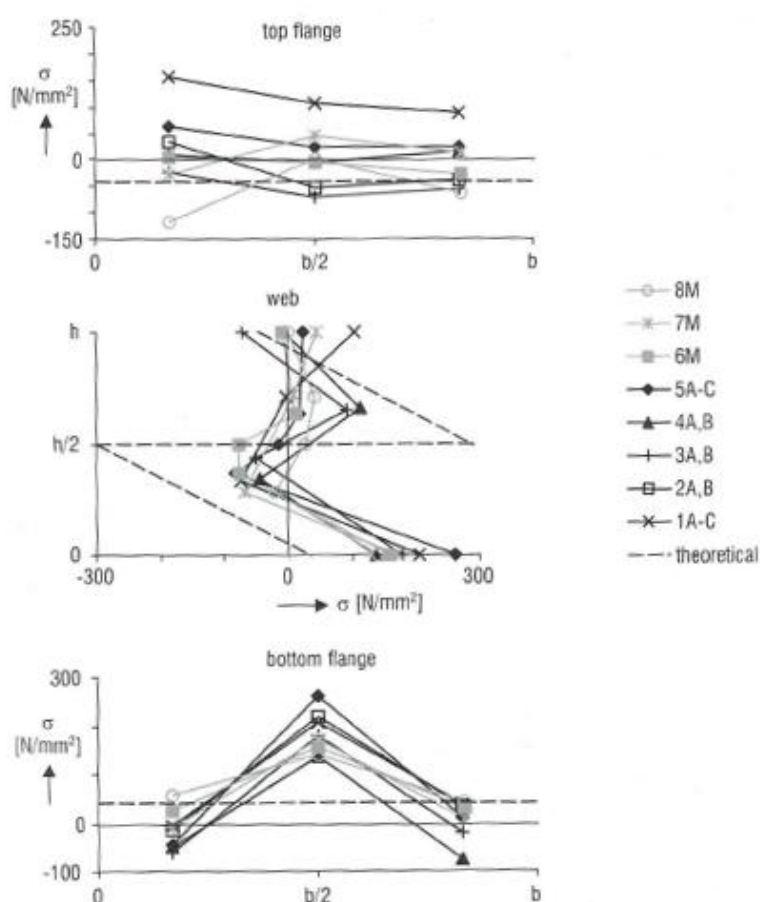 250
top flange
σ
[N/mm²]
0
-150
0
b/2
b
web
h
h/2
0
-300
0
300
σ [N/mm²]
8M
7M
6M
5A-C
4A,B
3A,B
2A,B
1A-C
theoretical
bottom flange
300
σ
[N/mm²]
0
-100
0
b/2
b